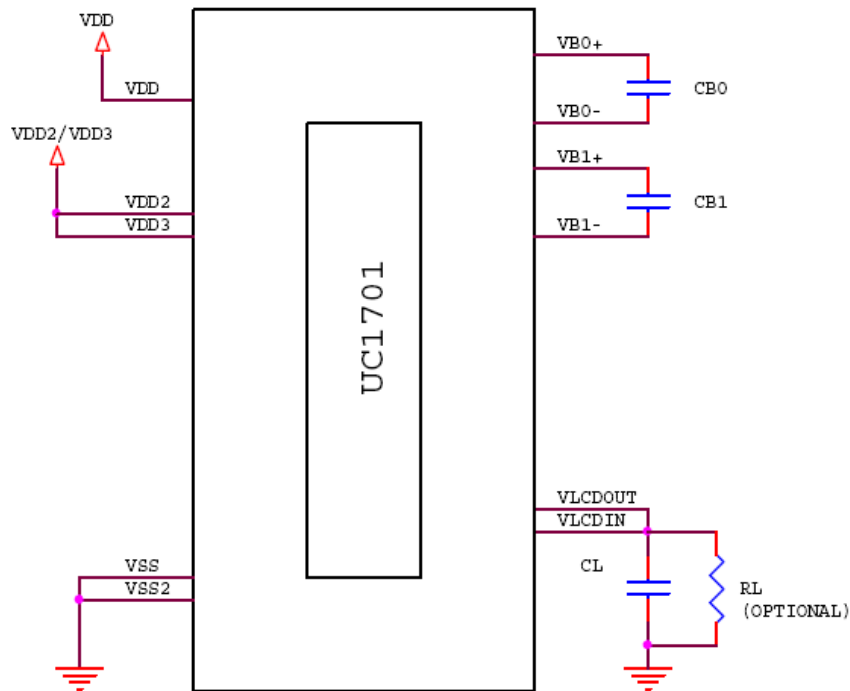 VDD
VDD
VDD2/VDD3
VDD2
VDD3
VSS
VSS2
UC1701
VB0+
VB0-
CB0
VB1+
VB1-
CB1
VLCDOUT
VLCDIN
CL
RL
(OPTIONAL)